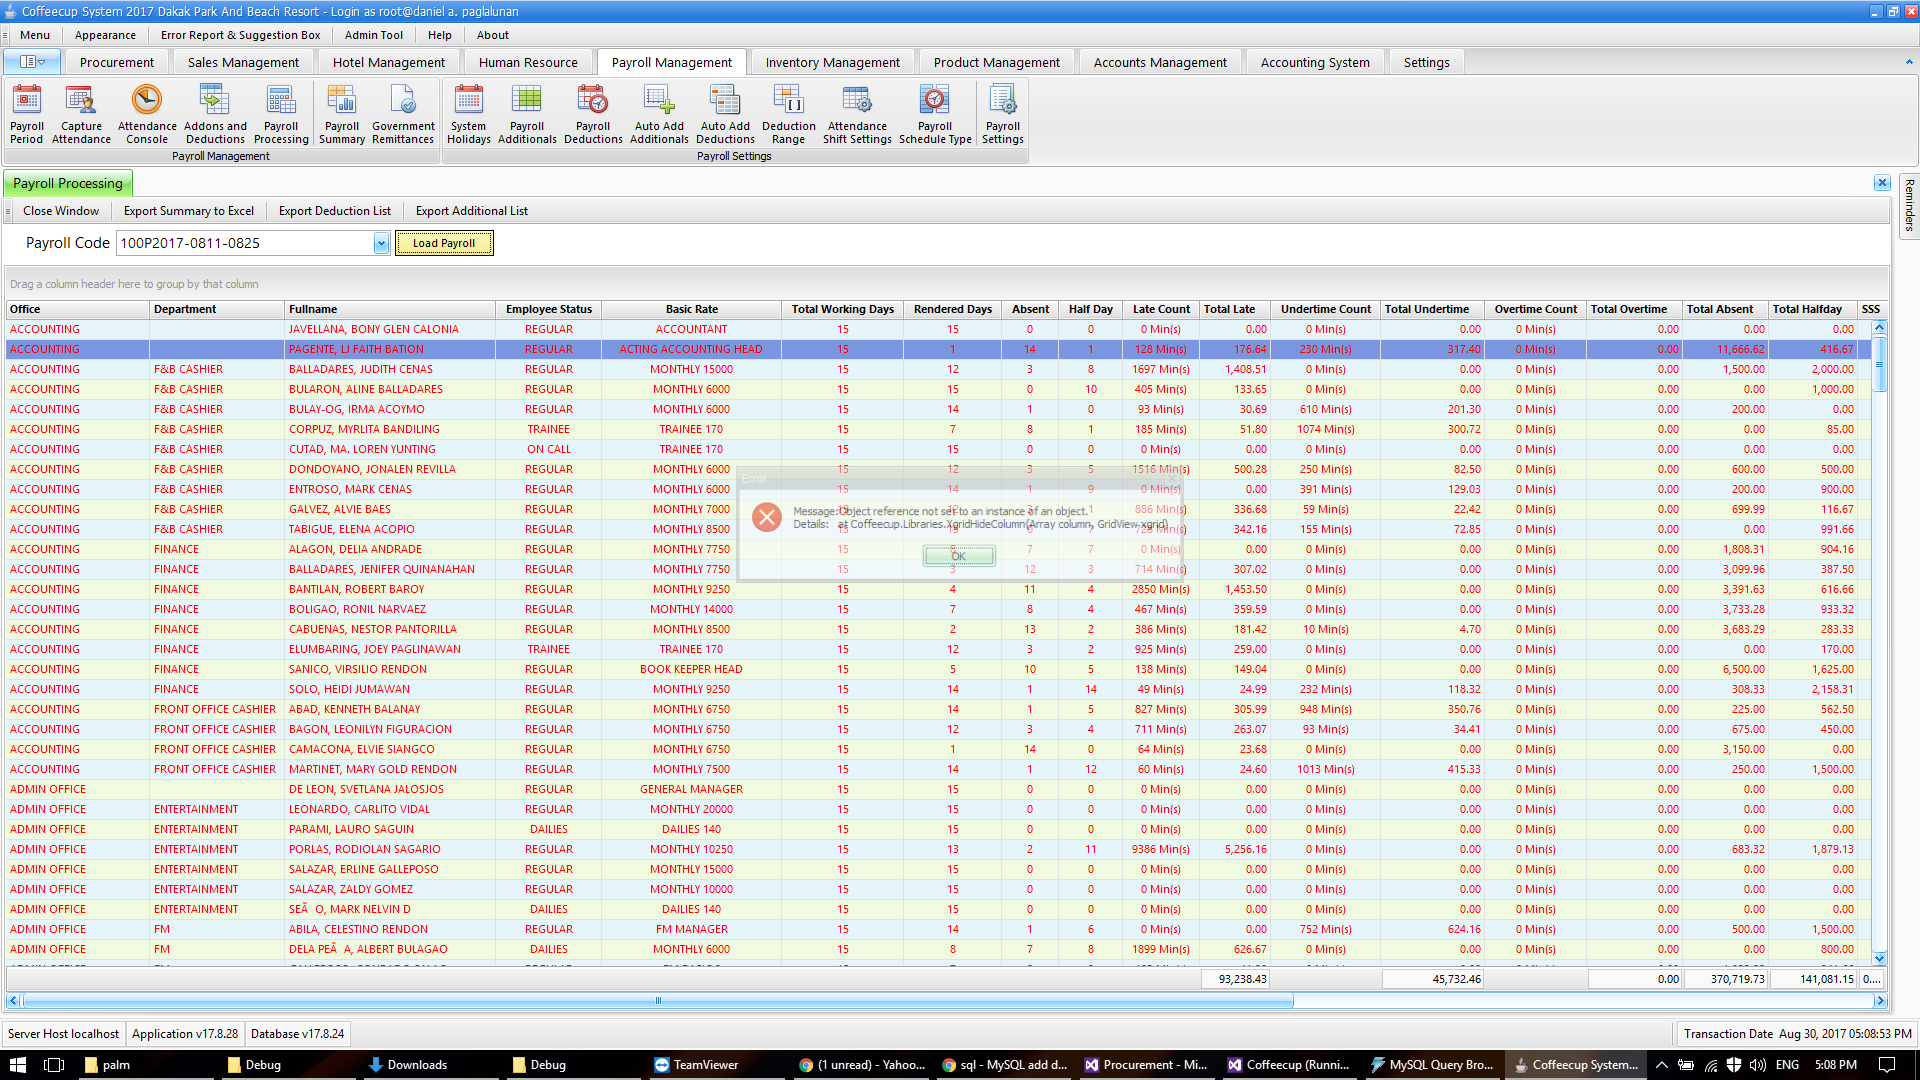 Coffeecup System 2017 Dakak Park And Beach Resort - Login as root@daniel a. paglalunan
Menu Appearance Error Report & Suggestion Box Admin Tool Help About
Procurement Sales Management Hotel Management Human Resource Payroll Management Inventory Management Product Management Accounts Management Accounting System Settings
Payroll Period Capture Attendance Attendance Console Addons and Deductions Payroll Processing Payroll Summary Government Remittances System Holidays Payroll Additionals Payroll Deductions Auto Add Additionals Auto Add Deductions Deduction Range Attendance Shift Settings Payroll Schedule Type Payroll Settings
Payroll Management Payroll Settings
Payroll Processing
Reminders
Close Window Export Summary to Excel Export Deduction List Export Additional List
Payroll Code 100P2017-0811-0825 Load Payroll
Drag a column header here to group by that column
Office Department Fullname Employee Status Basic Rate Total Working Days Rendered Days Absent Half Day Late Count Total Late Undertime Count Total Undertime Overtime Count Total Overtime Total Absent Total Halfday SSS
ACCOUNTING JAVELLANA, BONY GLEN CALONIA REGULAR ACCOUNTANT 15 15 0 0 0 Min(s) 0.00 0 Min(s) 0.00 0 Min(s) 0.00 0.00 0.00
ACCOUNTING PAGENTE, LJ FAITH BATION REGULAR ACTING ACCOUNTING HEAD 15 1 14 1 128 Min(s) 176.64 230 Min(s) 317.40 0 Min(s) 0.00 11,666.62 416.67
ACCOUNTING F&B CASHIER BALLADARES, JUDITH CENAS REGULAR MONTHLY 15000 15 12 3 8 1697 Min(s) 1,408.51 0 Min(s) 0.00 0 Min(s) 0.00 1,500.00 2,000.00
ACCOUNTING F&B CASHIER BULARON, ALINE BALLADARES REGULAR MONTHLY 6000 15 15 0 10 405 Min(s) 133.65 0 Min(s) 0.00 0 Min(s) 0.00 0.00 1,000.00
ACCOUNTING F&B CASHIER BULAY-OG, IRMA ACOYMO REGULAR MONTHLY 6000 15 14 1 0 93 Min(s) 30.69 610 Min(s) 201.30 0 Min(s) 0.00 200.00 0.00
ACCOUNTING F&B CASHIER CORPUZ, MYRLITA BANDILING TRAINEE TRAINEE 170 15 7 8 1 185 Min(s) 51.80 1074 Min(s) 300.72 0 Min(s) 0.00 0.00 85.00
ACCOUNTING F&B CASHIER CUTAD, MA. LOREN YUNTING ON CALL TRAINEE 170 15 15 0 0 0 Min(s) 0.00 0 Min(s) 0.00 0 Min(s) 0.00 0.00 0.00
ACCOUNTING F&B CASHIER DONDOYANO, JONALEN REVILLA REGULAR MONTHLY 6000 15 12 3 5 1516 Min(s) 500.28 250 Min(s) 82.50 0 Min(s) 0.00 600.00 500.00
ACCOUNTING F&B CASHIER ENTROSO, MARK CENAS REGULAR MONTHLY 6000 15 14 1 9 0 Min(s) 0.00 391 Min(s) 129.03 0 Min(s) 0.00 200.00 900.00
ACCOUNTING F&B CASHIER GALVEZ, ALVIE BAES REGULAR MONTHLY 7000 1 886 Min(s) 336.68 59 Min(s) 22.42 0 Min(s) 0.00 699.99 116.67
ACCOUNTING F&B CASHIER TABIGUE, ELENA ACOPIO REGULAR MONTHLY 8500 342.16 155 Min(s) 72.85 0 Min(s) 0.00 0.00 991.66
ACCOUNTING FINANCE ALAGON, DELIA ANDRADE REGULAR MONTHLY 7750 15 7 7 0 Min(s) 0.00 0 Min(s) 0.00 0 Min(s) 0.00 1,808.31 904.16
ACCOUNTING FINANCE BALLADARES, JENIFER QUINANAHAN REGULAR MONTHLY 7750 15 3 12 3 714 Min(s) 307.02 0 Min(s) 0.00 0 Min(s) 0.00 3,099.96 387.50
Error
Message: Object reference not set to an instance of an object.
Details: at Coffeecup.Libraries.XgridHideColumn(Array column, GridView xgrid)
OK
ACCOUNTING FINANCE BANTILAN, ROBERT BAROY REGULAR MONTHLY 9250 15 4 11 4 2850 Min(s) 1,453.50 0 Min(s) 0.00 0 Min(s) 0.00 3,391.63 616.66
ACCOUNTING FINANCE BOLIGAO, RONIL NARVAEZ REGULAR MONTHLY 14000 15 7 8 4 467 Min(s) 359.59 0 Min(s) 0.00 0 Min(s) 0.00 3,733.28 933.32
ACCOUNTING FINANCE CABUENAS, NESTOR PANTORILLA REGULAR MONTHLY 8500 15 2 13 2 386 Min(s) 181.42 10 Min(s) 4.70 0 Min(s) 0.00 3,683.29 283.33
ACCOUNTING FINANCE ELUMBARING, JOEY PAGLINAWAN TRAINEE TRAINEE 170 15 12 3 2 925 Min(s) 259.00 0 Min(s) 0.00 0 Min(s) 0.00 0.00 170.00
ACCOUNTING FINANCE SANICO, VIRSILIO RENDON REGULAR BOOK KEEPER HEAD 15 5 10 5 138 Min(s) 149.04 0 Min(s) 0.00 0 Min(s) 0.00 6,500.00 1,625.00
ACCOUNTING FINANCE SOLO, HEIDI JUMAWAN REGULAR MONTHLY 9250 15 14 1 14 49 Min(s) 24.99 232 Min(s) 118.32 0 Min(s) 0.00 308.33 2,158.31
ACCOUNTING FRONT OFFICE CASHIER ABAD, KENNETH BALANAY REGULAR MONTHLY 6750 15 14 1 5 827 Min(s) 305.99 948 Min(s) 350.76 0 Min(s) 0.00 225.00 562.50
ACCOUNTING FRONT OFFICE CASHIER BAGON, LEONILYN FIGURACION REGULAR MONTHLY 6750 15 12 3 4 711 Min(s) 263.07 93 Min(s) 34.41 0 Min(s) 0.00 675.00 450.00
ACCOUNTING FRONT OFFICE CASHIER CAMACONA, ELVIE SIANGCO REGULAR MONTHLY 6750 15 1 14 0 64 Min(s) 23.68 0 Min(s) 0.00 0 Min(s) 0.00 3,150.00 0.00
ACCOUNTING FRONT OFFICE CASHIER MARTINET, MARY GOLD RENDON REGULAR MONTHLY 7500 15 14 1 12 60 Min(s) 24.60 1013 Min(s) 415.33 0 Min(s) 0.00 250.00 1,500.00
ADMIN OFFICE DE LEON, SVETLANA JALOSJOS REGULAR GENERAL MANAGER 15 15 0 0 0 Min(s) 0.00 0 Min(s) 0.00 0 Min(s) 0.00 0.00 0.00
ADMIN OFFICE ENTERTAINMENT LEONARDO, CARLITO VIDAL REGULAR MONTHLY 20000 15 15 0 0 0 Min(s) 0.00 0 Min(s) 0.00 0 Min(s) 0.00 0.00 0.00
ADMIN OFFICE ENTERTAINMENT PARAMI, LAURO SAGUIN DAILIES DAILIES 140 15 15 0 0 0 Min(s) 0.00 0 Min(s) 0.00 0 Min(s) 0.00 0.00 0.00
ADMIN OFFICE ENTERTAINMENT PORLAS, RODIOLAN SAGARIO REGULAR MONTHLY 10250 15 13 2 11 9386 Min(s) 5,256.16 0 Min(s) 0.00 0 Min(s) 0.00 683.32 1,879.13
ADMIN OFFICE ENTERTAINMENT SALAZAR, ERLINE GALLEPOSO REGULAR MONTHLY 15000 15 15 0 0 0 Min(s) 0.00 0 Min(s) 0.00 0 Min(s) 0.00 0.00 0.00
ADMIN OFFICE ENTERTAINMENT SALAZAR, ZALDY GOMEZ REGULAR MONTHLY 10000 15 15 0 0 0 Min(s) 0.00 0 Min(s) 0.00 0 Min(s) 0.00 0.00 0.00
ADMIN OFFICE ENTERTAINMENT SEÃ O, MARK NELVIN D DAILIES DAILIES 140 15 15 0 0 0 Min(s) 0.00 0 Min(s) 0.00 0 Min(s) 0.00 0.00 0.00
ADMIN OFFICE FM ABILA, CELESTINO RENDON REGULAR FM MANAGER 15 14 1 6 0 Min(s) 0.00 752 Min(s) 624.16 0 Min(s) 0.00 500.00 1,500.00
ADMIN OFFICE FM DELA PEÃ A, ALBERT BULAGAO DAILIES MONTHLY 6000 15 8 7 8 1899 Min(s) 626.67 0 Min(s) 0.00 0 Min(s) 0.00 0.00 800.00
93,238.43 45,732.46 0.00 370,719.73 141,081.15 0....
Server Host localhost Application v17.8.28 Database v17.8.24 Transaction Date Aug 30, 2017 05:08:53 PM
palm Debug Downloads Debug TeamViewer (1 unread) - Yahoo... sql - MySQL add d... Procurement - Mi... Coffeecup (Runni... MySQL Query Bro... Coffeecup System... ENG 5:08 PM